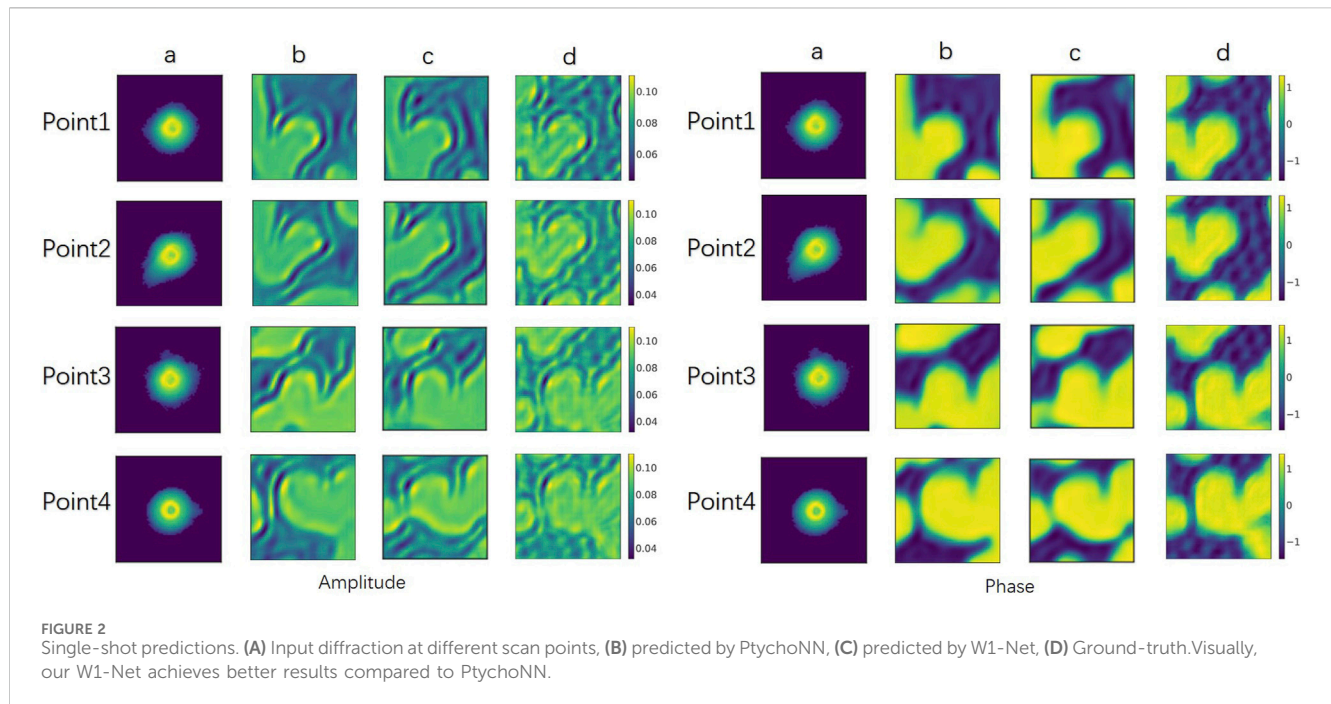 a b c d a b c d
Point1 0.10 0.08 0.06 Point1 1 0 −1
Point2 0.10 0.08 0.06 0.04 Point2 1 0 −1
Point3 0.10 0.08 0.06 0.04 Point3 1 0 −1
Point4 0.10 0.08 0.06 0.04 Point4 1 0 −1
Amplitude Phase
FIGURE 2
Single-shot predictions. (A) Input diffraction at different scan points, (B) predicted by PtychoNN, (C) predicted by W1-Net, (D) Ground-truth.Visually,
our W1-Net achieves better results compared to PtychoNN.